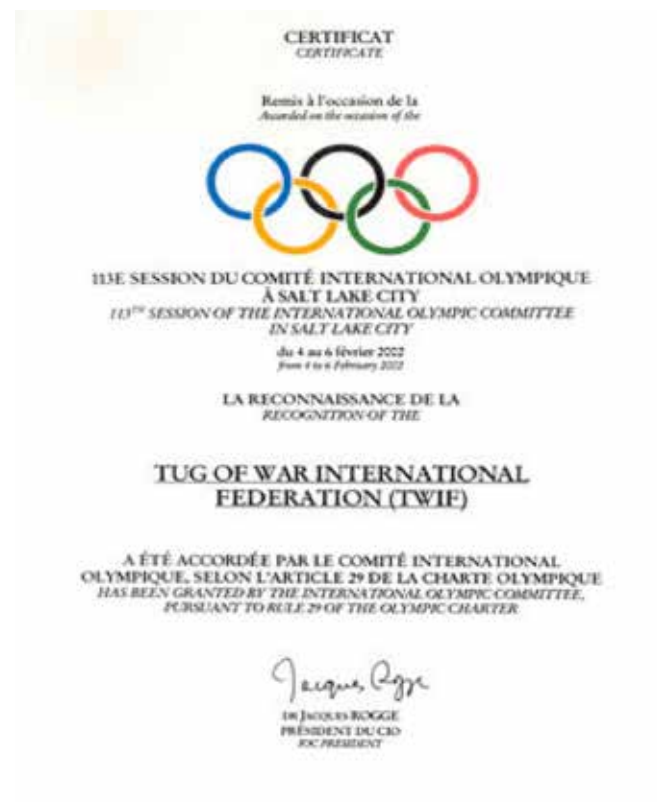 CERTIFICAT
CERTIFICATE
Remis à l'occasion de la
Awarded on the occasion of the
113E SESSION DU COMITÉ INTERNATIONAL OLYMPIQUE
À SALT LAKE CITY
113TH SESSION OF THE INTERNATIONAL OLYMPIC COMMITTEE
IN SALT LAKE CITY
du 4 au 6 février 2002
from 4 to 6 February 2002
LA RECONNAISSANCE DE LA
RECOGNITION OF THE
TUG OF WAR INTERNATIONAL
FEDERATION (TWIF)
A ÉTÉ ACCORDÉE PAR LE COMITÉ INTERNATIONAL
OLYMPIQUE, SELON L'ARTICLE 29 DE LA CHARTE OLYMPIQUE
HAS BEEN GRANTED BY THE INTERNATIONAL OLYMPIC COMMITTEE,
PURSUANT TO RULE 29 OF THE OLYMPIC CHARTER
Jacques Rogge
DR JACQUES ROGGE
PRÉSIDENT DU CIO
IOC PRESIDENT